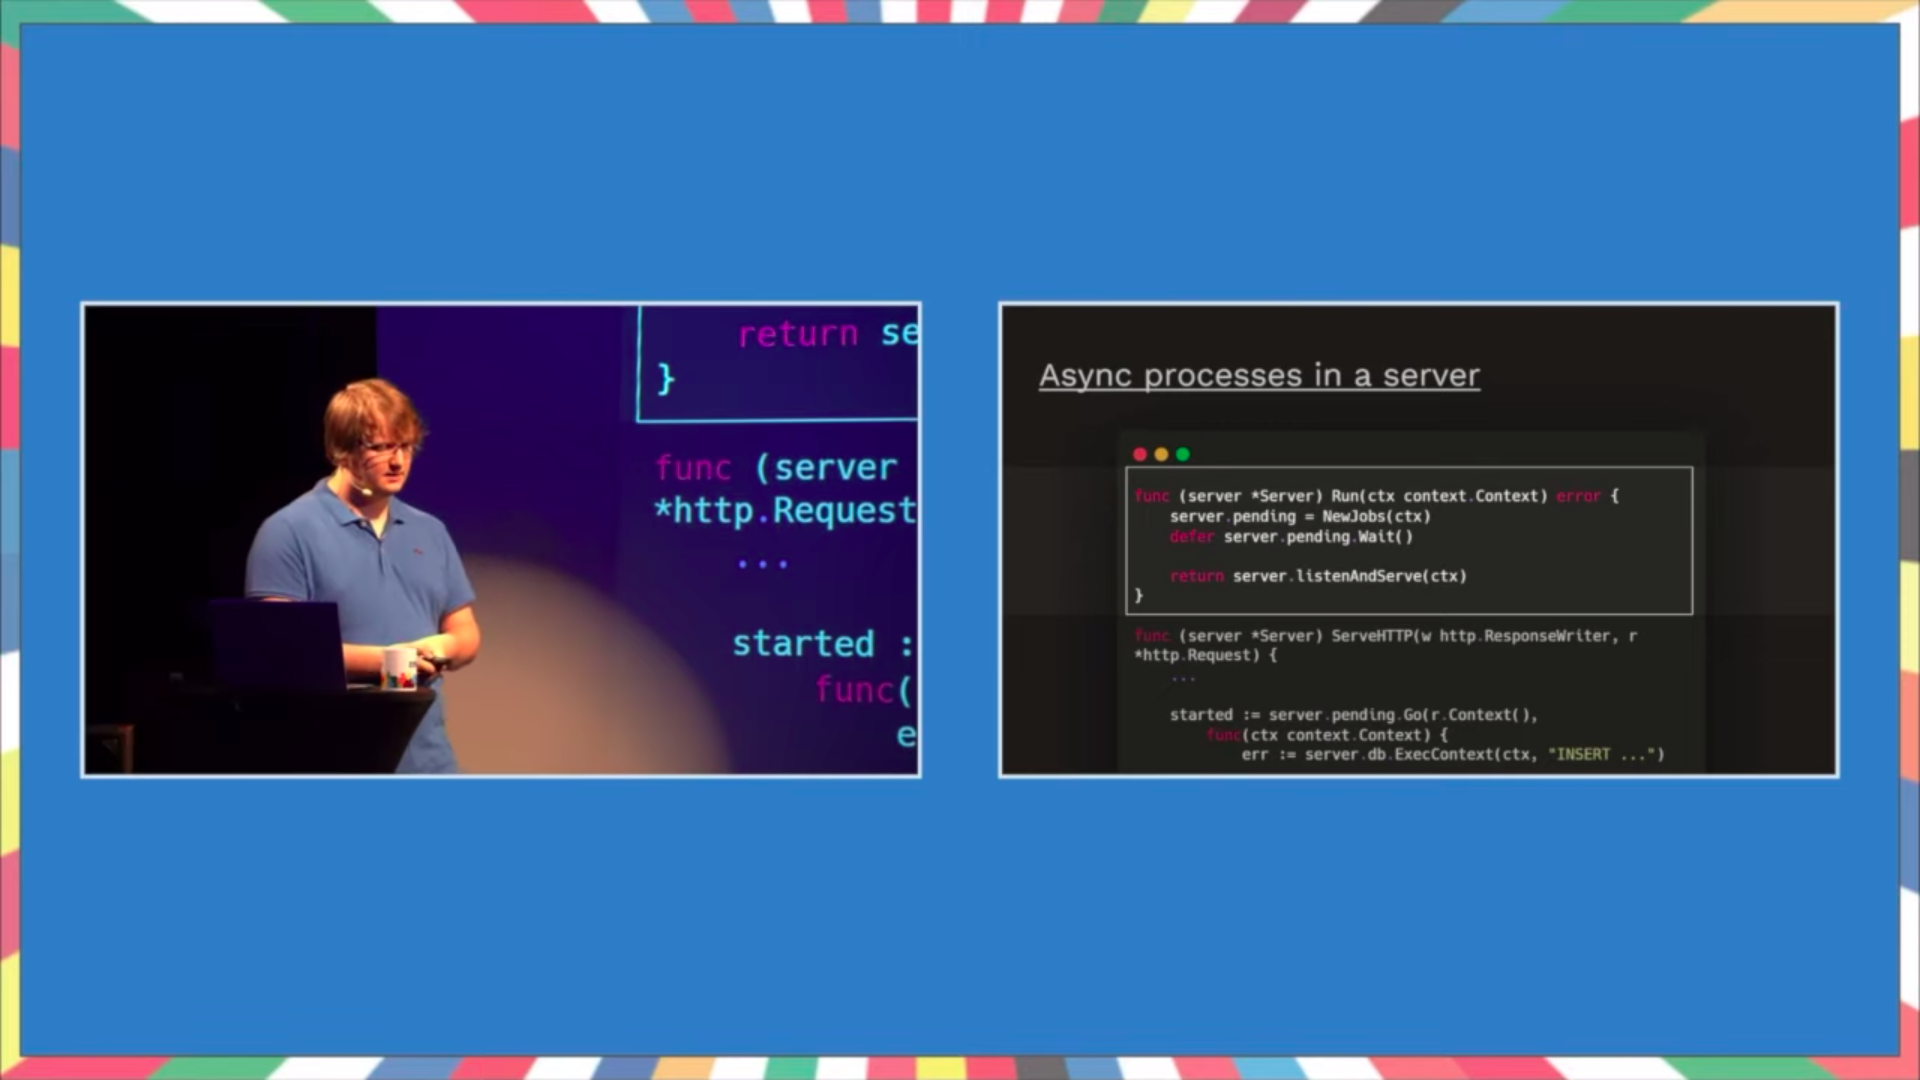 return se
}
func (server
*http.Request
...
started :
func(
e
Async processes in a server
func (server *Server) Run(ctx context.Context) error {
server.pending = NewJobs(ctx)
defer server.pending.Wait()
return server.listenAndServe(ctx)
}
func (server *Server) ServeHTTP(w http.ResponseWriter, r
*http.Request) {
...
started := server.pending.Go(r.Context(),
func(ctx context.Context) {
err := server.db.ExecContext(ctx, "INSERT ...")